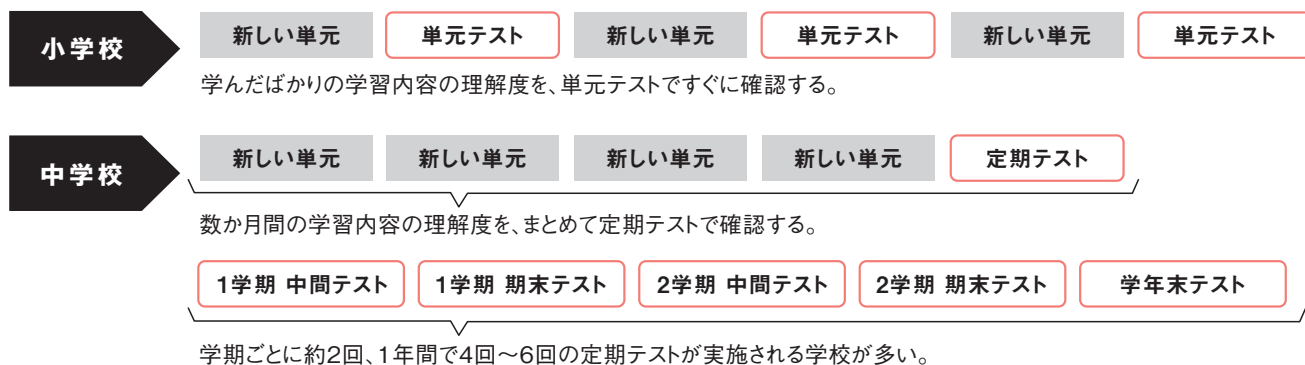 小学校
新しい単元 単元テスト 新しい単元 単元テスト 新しい単元 単元テスト
学んだばかりの学習内容の理解度を、単元テストですぐに確認する。
中学校
新しい単元 新しい単元 新しい単元 新しい単元 定期テスト
数か月間の学習内容の理解度を、まとめて定期テストで確認する。
1学期 中間テスト 1学期 期末テスト 2学期 中間テスト 2学期 期末テスト 学年末テスト
学期ごとに約2回、1年間で4回～6回の定期テストが実施される学校が多い。